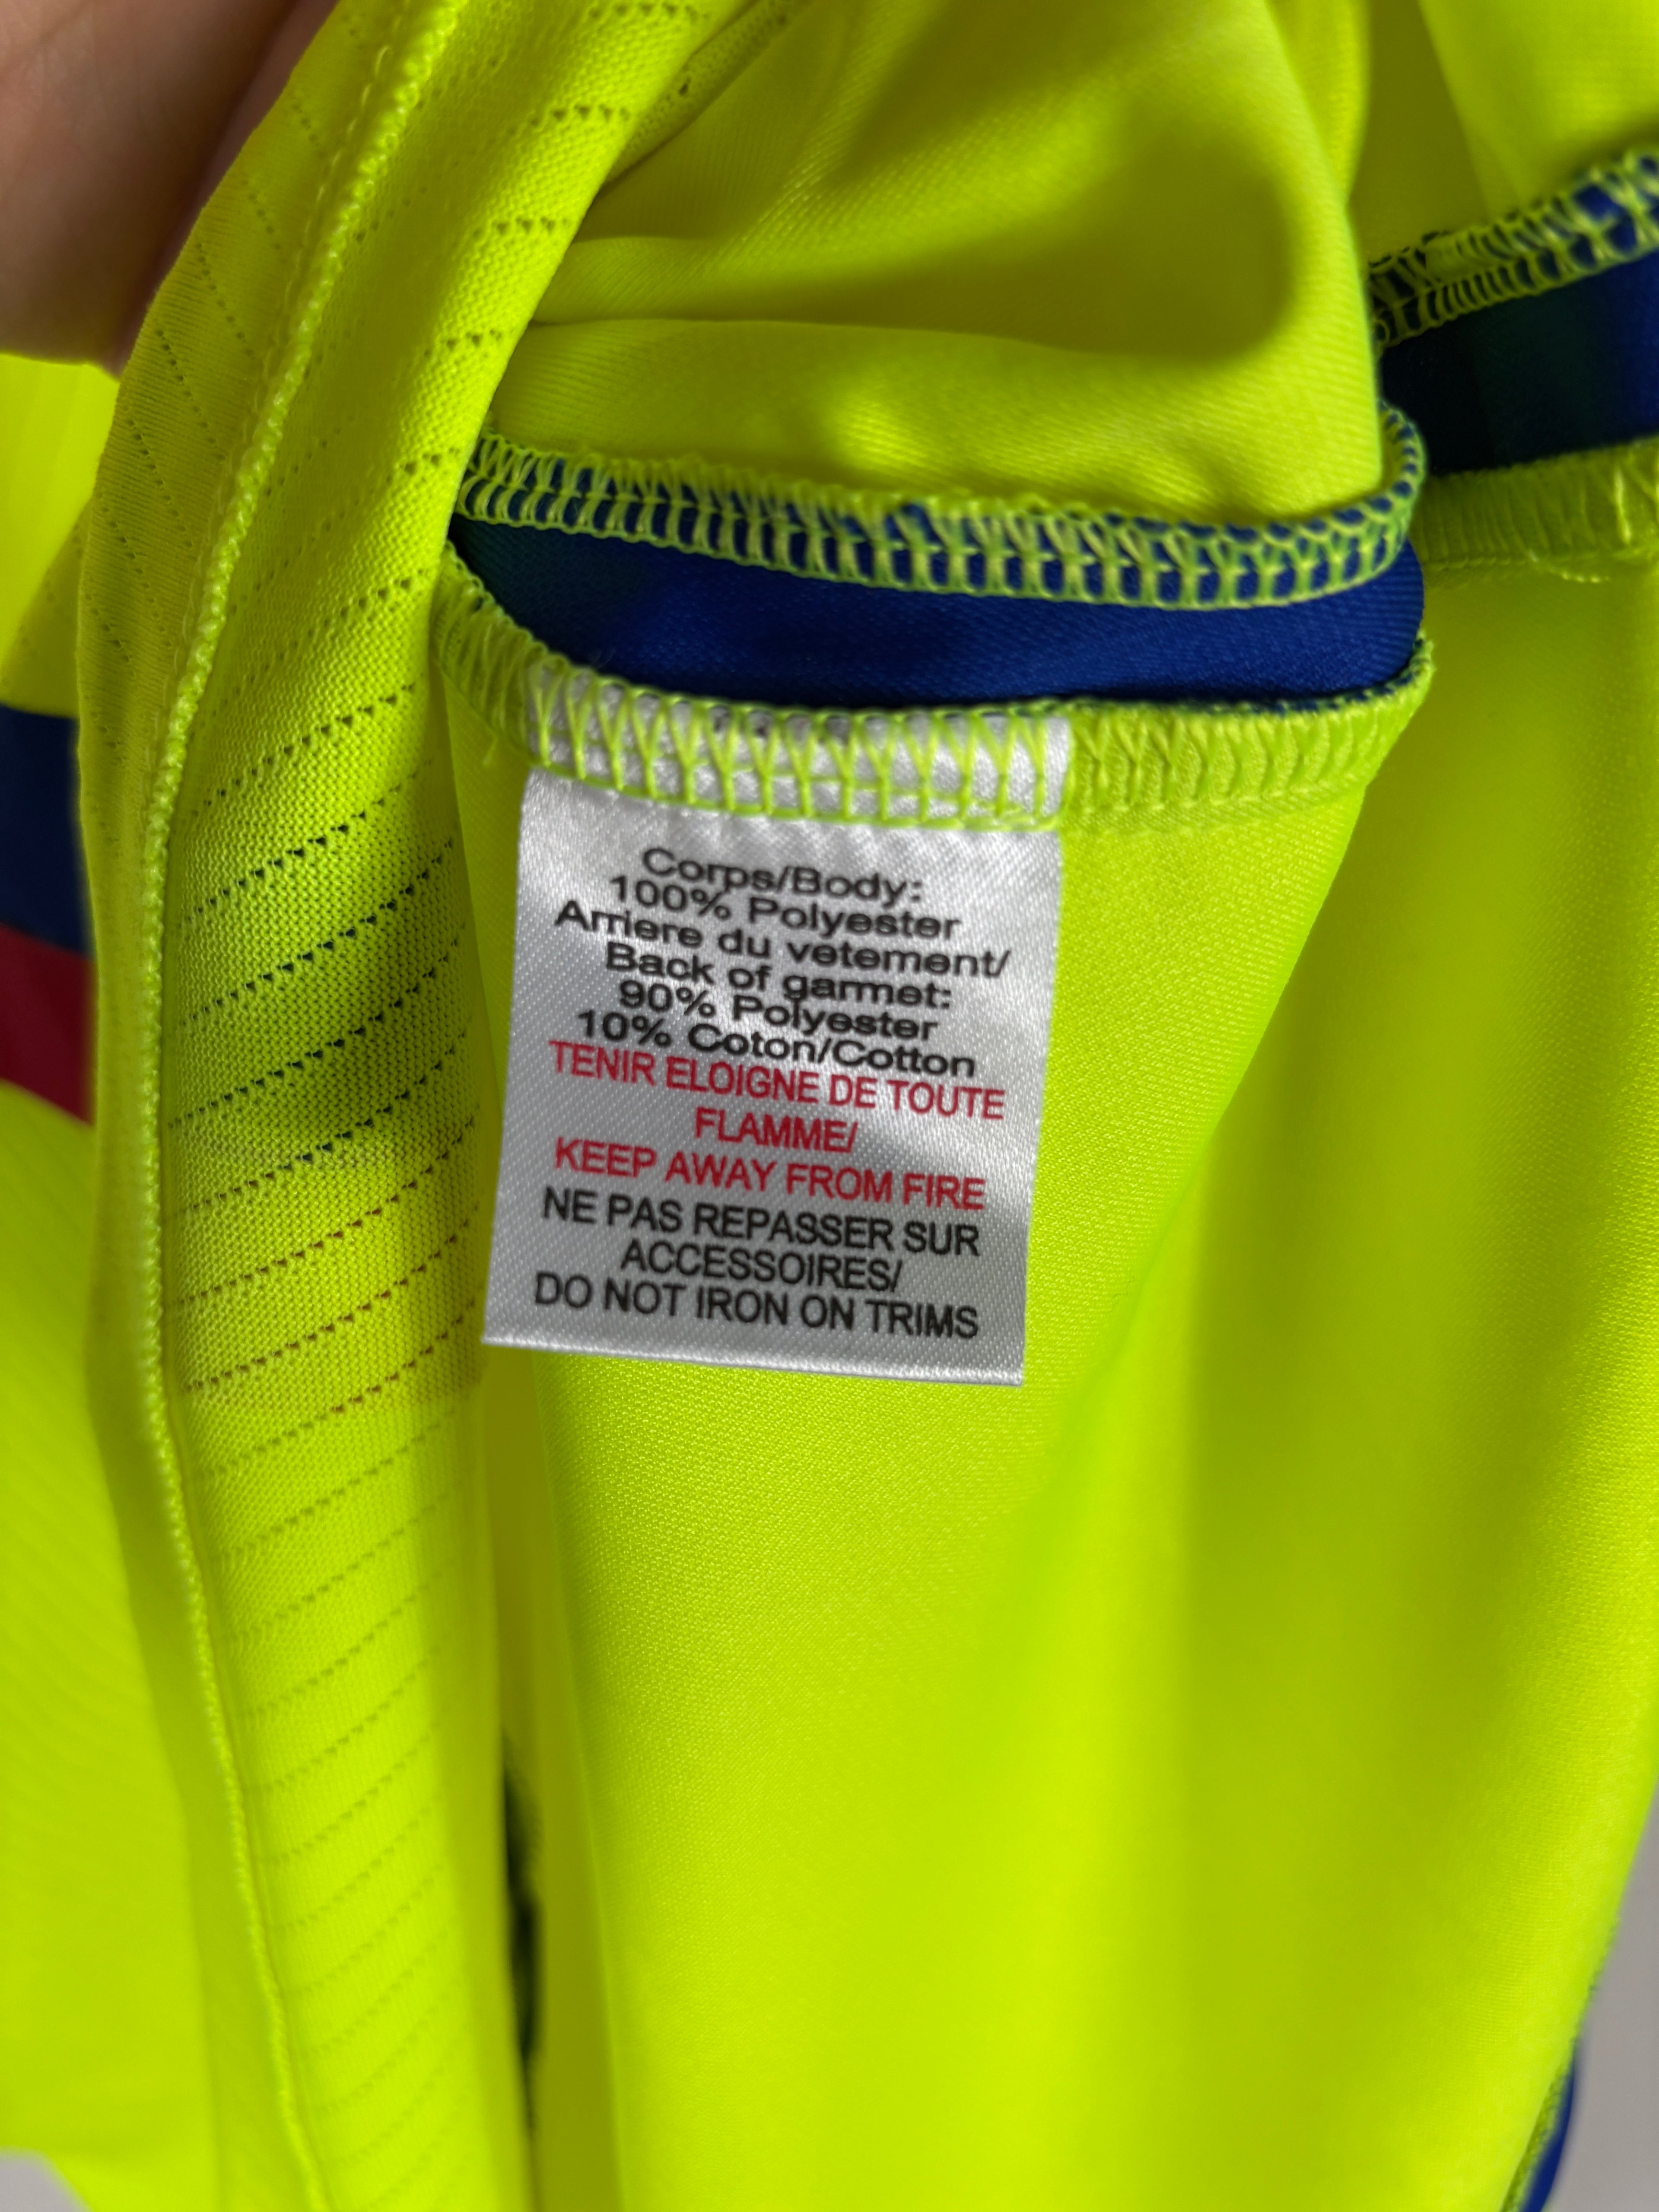 Corps/Body:
100% Polyester
Arriere du vetement/
Back of garmet:
90% Polyester
10% Coton/Cotton
TENIR ELOIGNE DE TOUTE
FLAMME/
KEEP AWAY FROM FIRE
NE PAS REPASSER SUR
ACCESSOIRES/
DO NOT IRON ON TRIMS